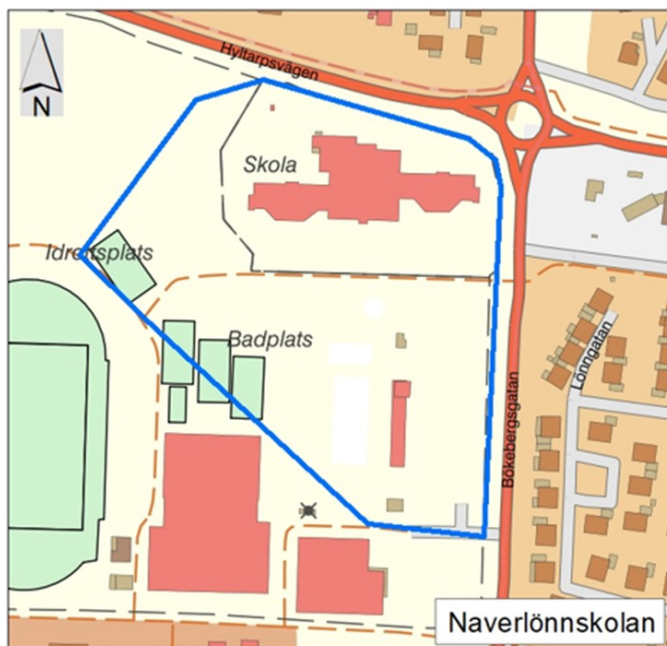 Hyltarpsvägen
N
Skola
Idrottsplats
Badplats
Lönngatan
Bökebergsgatan
Naverlönnskolan